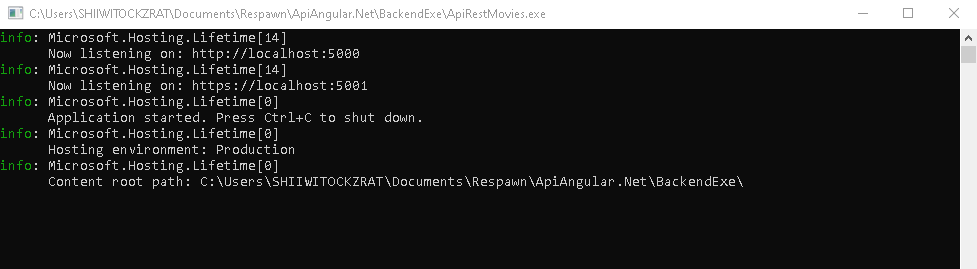 C:\Users\SHIIWITOCKZRAT\Documents\Respawn\ApiAngular.Net\BackendExe\ApiRestMovies.exe
info: Microsoft.Hosting.Lifetime[14]
Now listening on: http://localhost:5000
info: Microsoft.Hosting.Lifetime[14]
Now listening on: https://localhost:5001
info: Microsoft.Hosting.Lifetime[0]
Application started. Press Ctrl+C to shut down.
info: Microsoft.Hosting.Lifetime[0]
Hosting environment: Production
info: Microsoft.Hosting.Lifetime[0]
Content root path: C:\Users\SHIIWITOCKZRAT\Documents\Respawn\ApiAngular.Net\BackendExe\